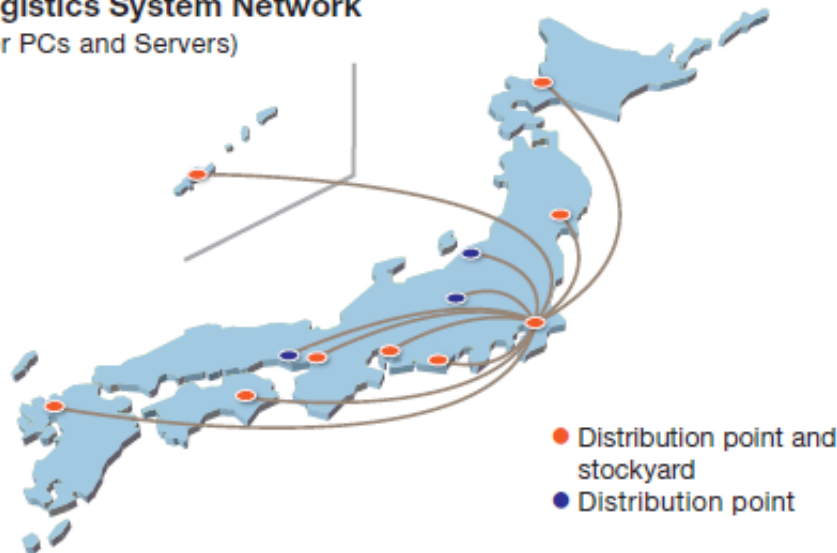 gistics System Network
r PCs and Servers)
Distribution point and
stockyard
Distribution point